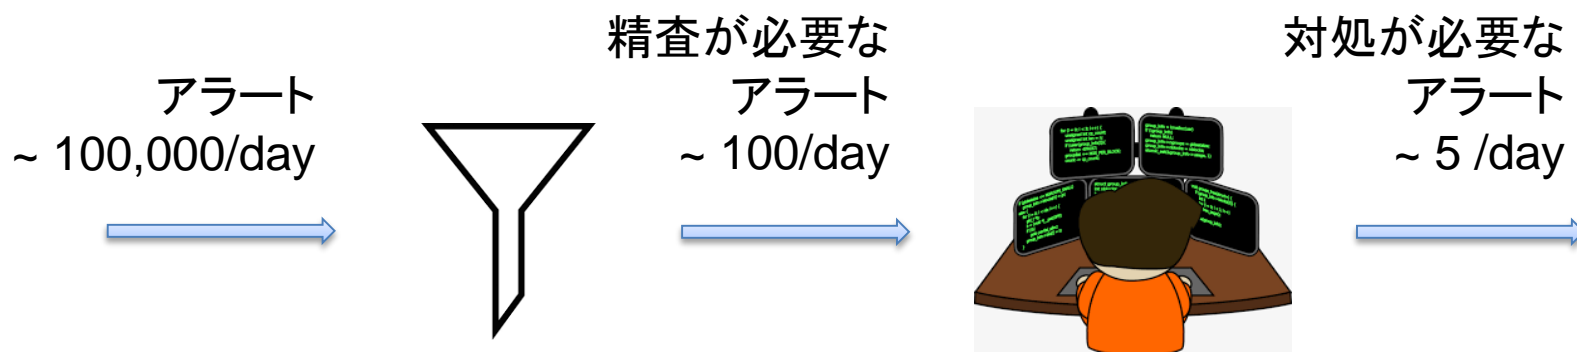 アラート
~ 100,000/day
精査が必要な
アラート
~ 100/day
対処が必要な
アラート
~ 5 /day